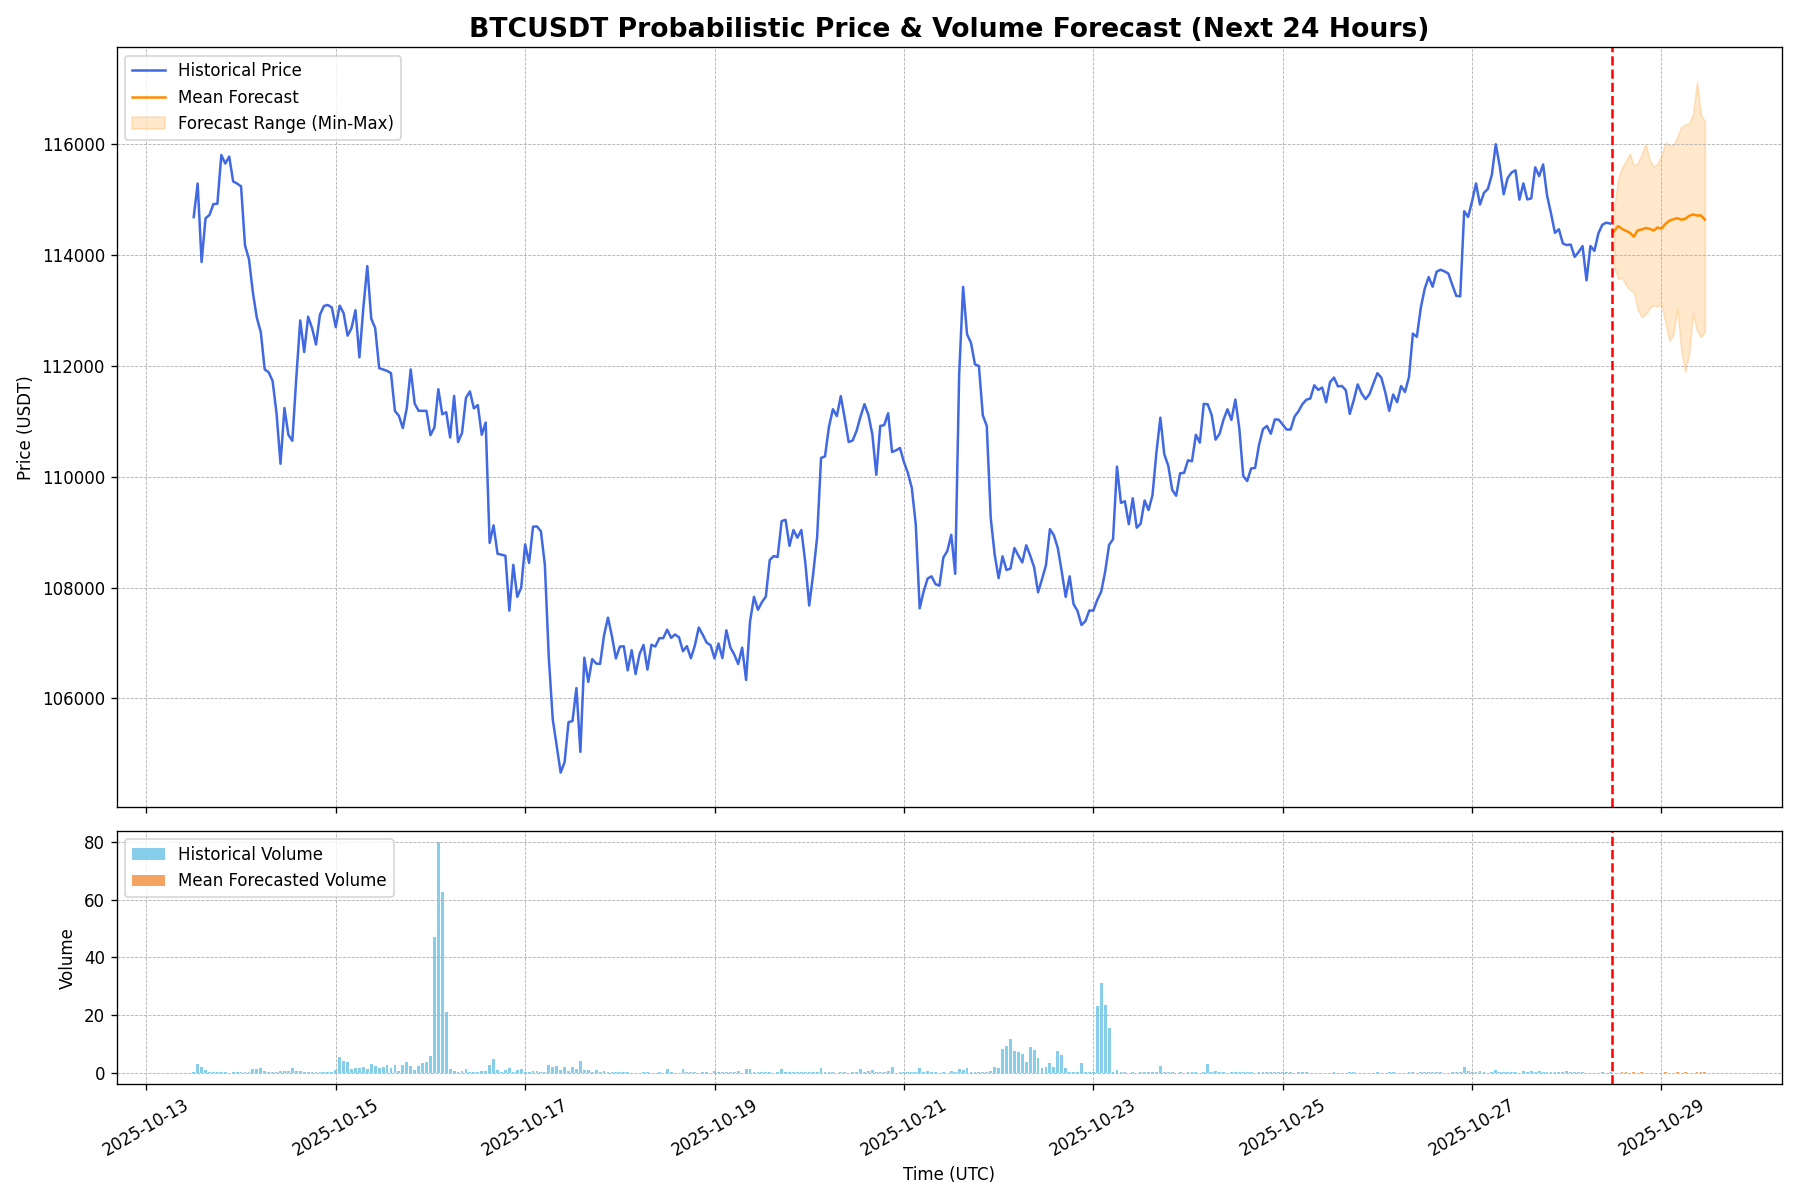 BTCUSDT Probabilistic Price & Volume Forecast (Next 24 Hours)
Historical Price
Mean Forecast
Forecast Range (Min-Max)
116000
114000
112000
110000
108000
106000
Price (USDT)
Historical Volume
Mean Forecasted Volume
80
60
40
20
0
Volume
2025-10-13
2025-10-15
2025-10-17
2025-10-19
2025-10-21
2025-10-23
2025-10-25
2025-10-27
2025-10-29
Time (UTC)